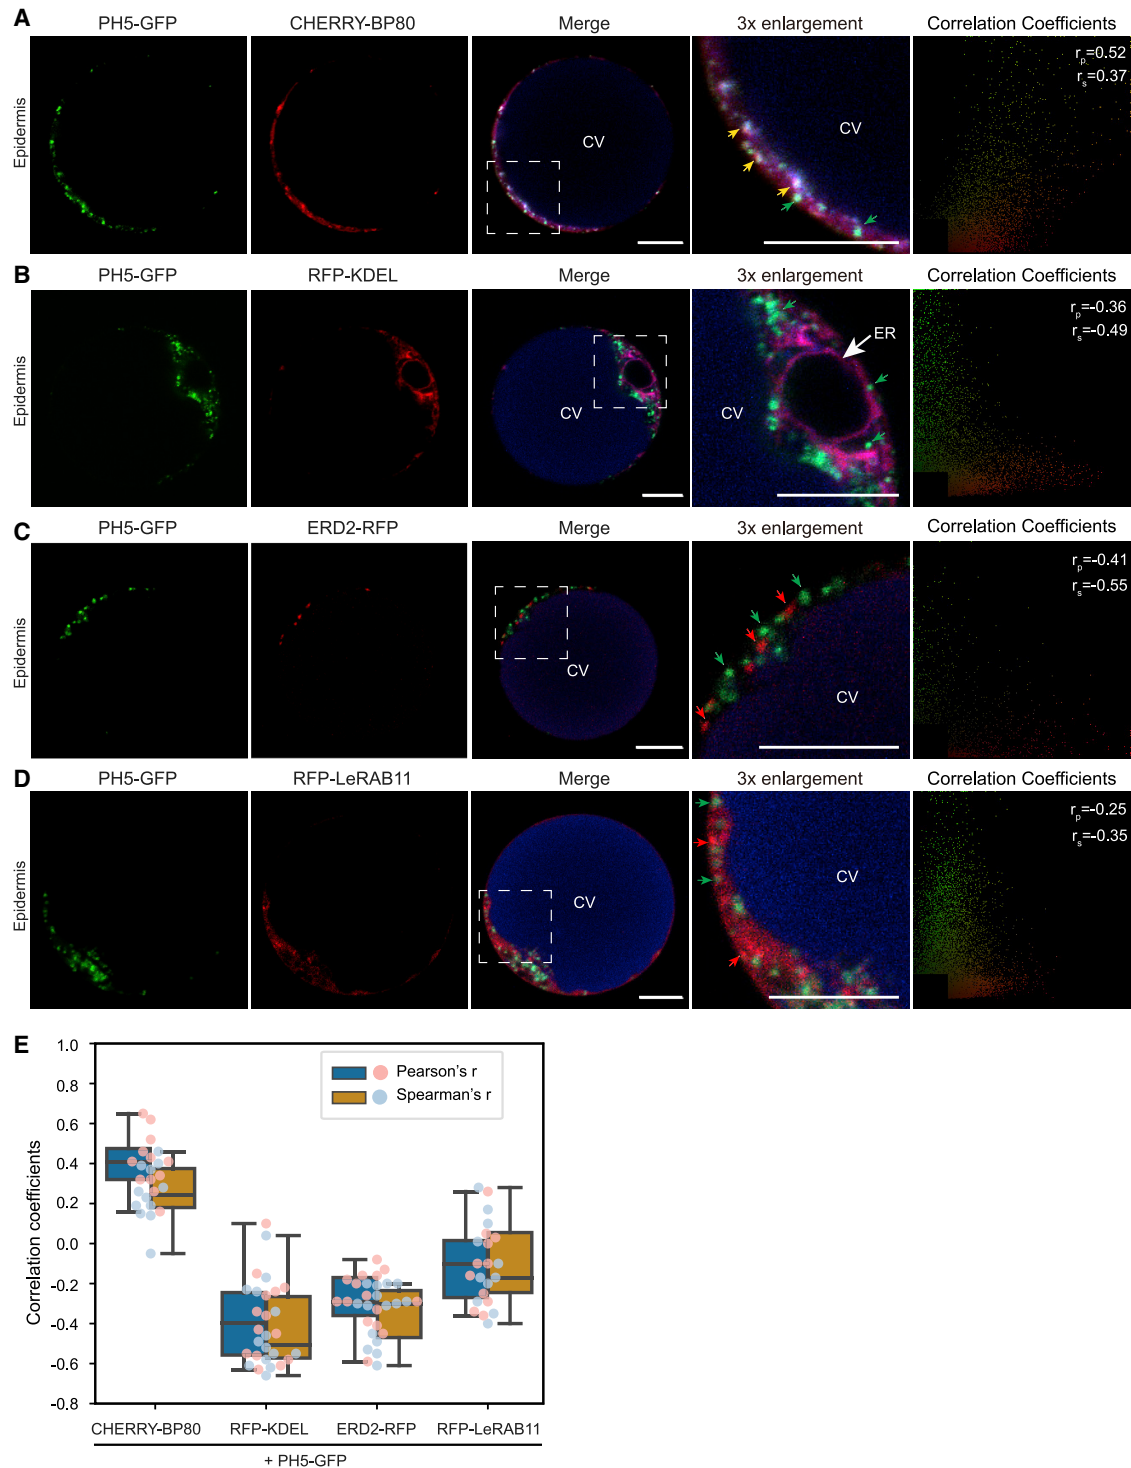 A
PH5-GFP CHERRY-BP80 Merge 3x enlargement Correlation Coefficients
Epidermis
CV
CV
rp=0.52
rs=0.37
B
PH5-GFP RFP-KDEL Merge 3x enlargement Correlation Coefficients
Epidermis
CV
CV
ER
rp=-0.36
rs=-0.49
C
PH5-GFP ERD2-RFP Merge 3x enlargement Correlation Coefficients
Epidermis
CV
CV
rp=-0.41
rs=-0.55
D
PH5-GFP RFP-LeRAB11 Merge 3x enlargement Correlation Coefficients
Epidermis
CV
CV
rp=-0.25
rs=-0.35
E
Correlation coefficients
1.0
0.8
0.6
0.4
0.2
0.0
-0.2
-0.4
-0.6
-0.8
Pearson's r
Spearman's r
CHERRY-BP80 RFP-KDEL ERD2-RFP RFP-LeRAB11
+ PH5-GFP